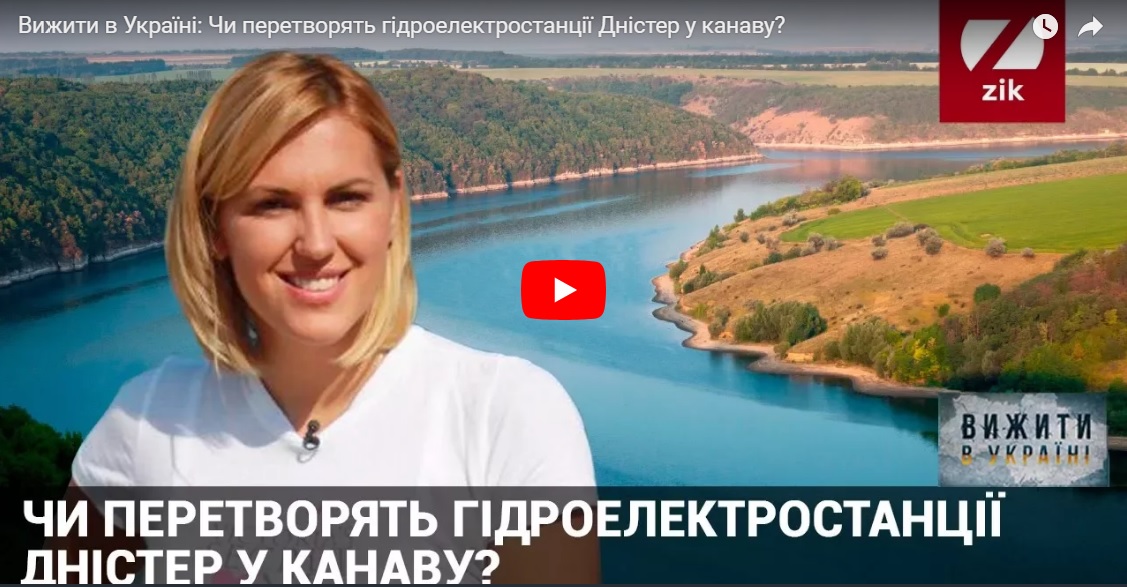 Вижити в Україні: Чи перетворять гідроелектростанції Дністер у канаву?
zik
ВИЖИТИ
В УКРАЇНІ
ЧИ ПЕРЕТВОРЯТЬ ГІДРОЕЛЕКТРОСТАНЦІЇ
ДНІСТЕР У КАНАВУ?